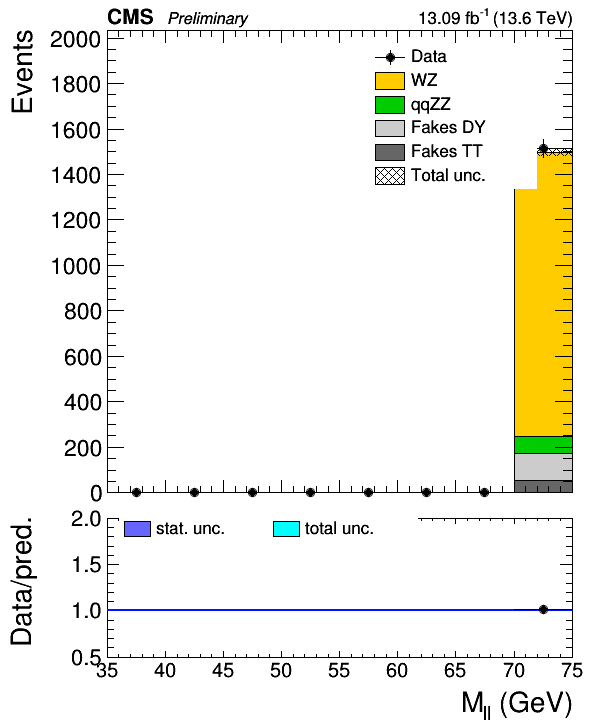 CMS Preliminary 13.09 fb-1 (13.6 TeV)
Events
2000
1800
1600
1400
1200
1000
800
600
400
200
0
Data
WZ
qqZZ
Fakes DY
Fakes TT
Total unc.
Data/pred.
2.0
1.5
1.0
0.5
stat. unc. total unc.
35 40 45 50 55 60 65 70 75
M_ll (GeV)